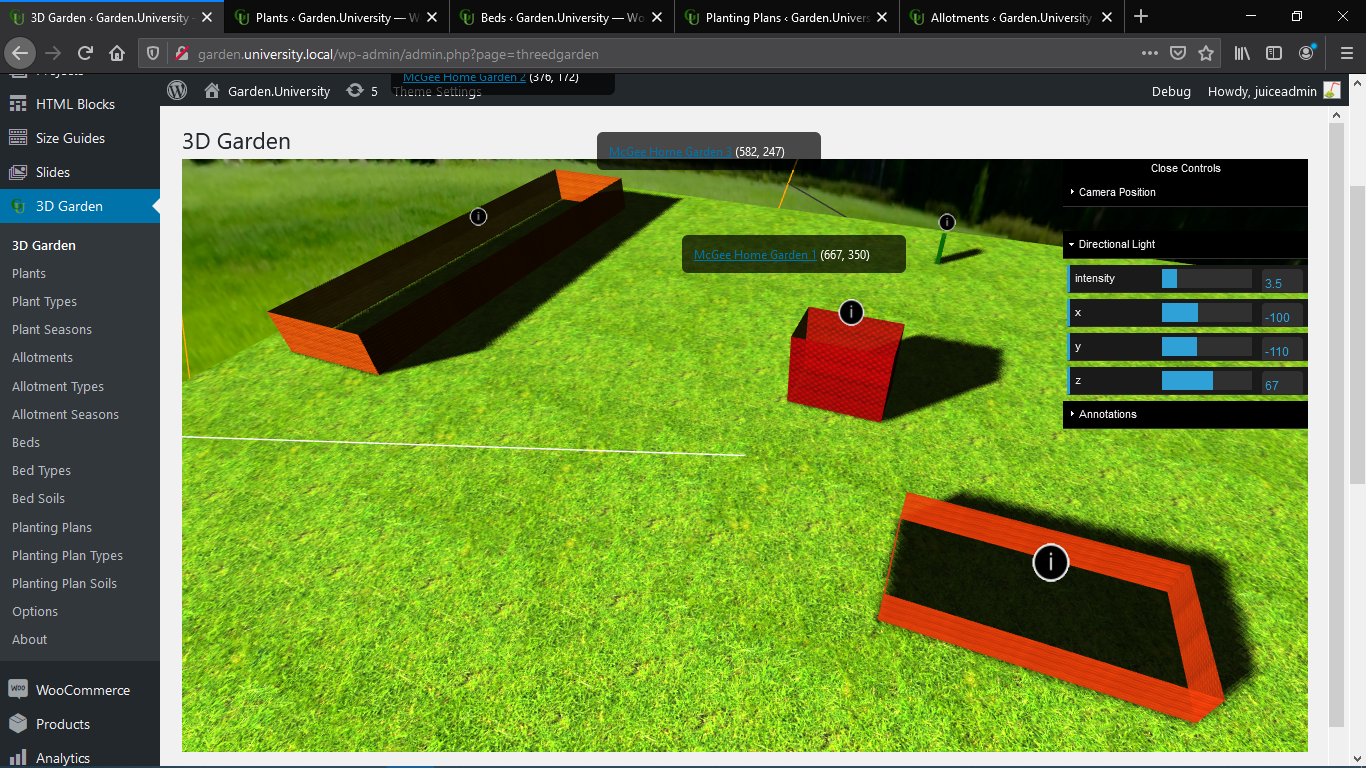 3D Garden ‹ Garden.University —
Plants ‹ Garden.University — W
Beds ‹ Garden.University — Wo
Planting Plans ‹ Garden.Univers
Allotments ‹ Garden.University
garden.university.local/wp-admin/admin.php?page=threedgarden
Projects
HTML Blocks
Size Guides
Slides
3D Garden
3D Garden
Plants
Plant Types
Plant Seasons
Allotments
Allotment Types
Allotment Seasons
Beds
Bed Types
Bed Soils
Planting Plans
Planting Plan Types
Planting Plan Soils
Options
About
WooCommerce
Products
Analytics
Garden.University
5
Theme Settings
Debug
Howdy, juiceadmin
McGee Home Garden 2 (376, 172)
3D Garden
McGee Home Garden 3 (582, 247)
McGee Home Garden 1 (667, 350)
i
i
i
i
Close Controls
Camera Position
Directional Light
intensity 3.5
x -100
y -110
z 67
Annotations